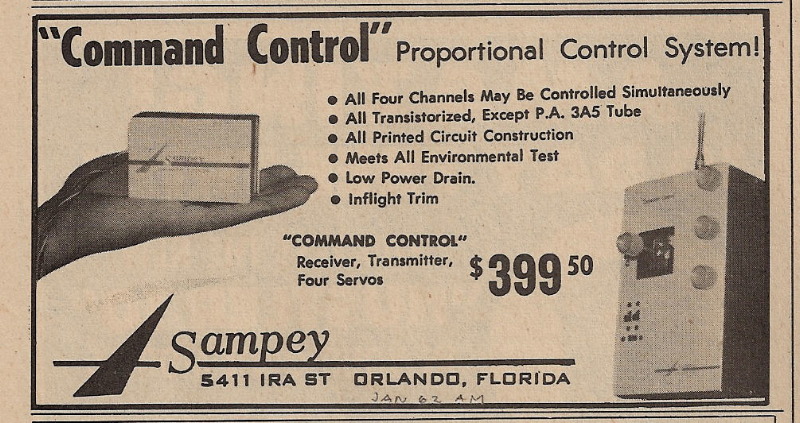 "Command Control" Proportional Control System!
• All Four Channels May Be Controlled Simultaneously
• All Transistorized, Except P.A. 3A5 Tube
• All Printed Circuit Construction
• Meets All Environmental Test
• Low Power Drain.
• Inflight Trim
Sampey
"COMMAND CONTROL"
Receiver, Transmitter,
Four Servos
$399 50
Sampey
5411 IRA ST ORLANDO, FLORIDA
JAN 62 AM